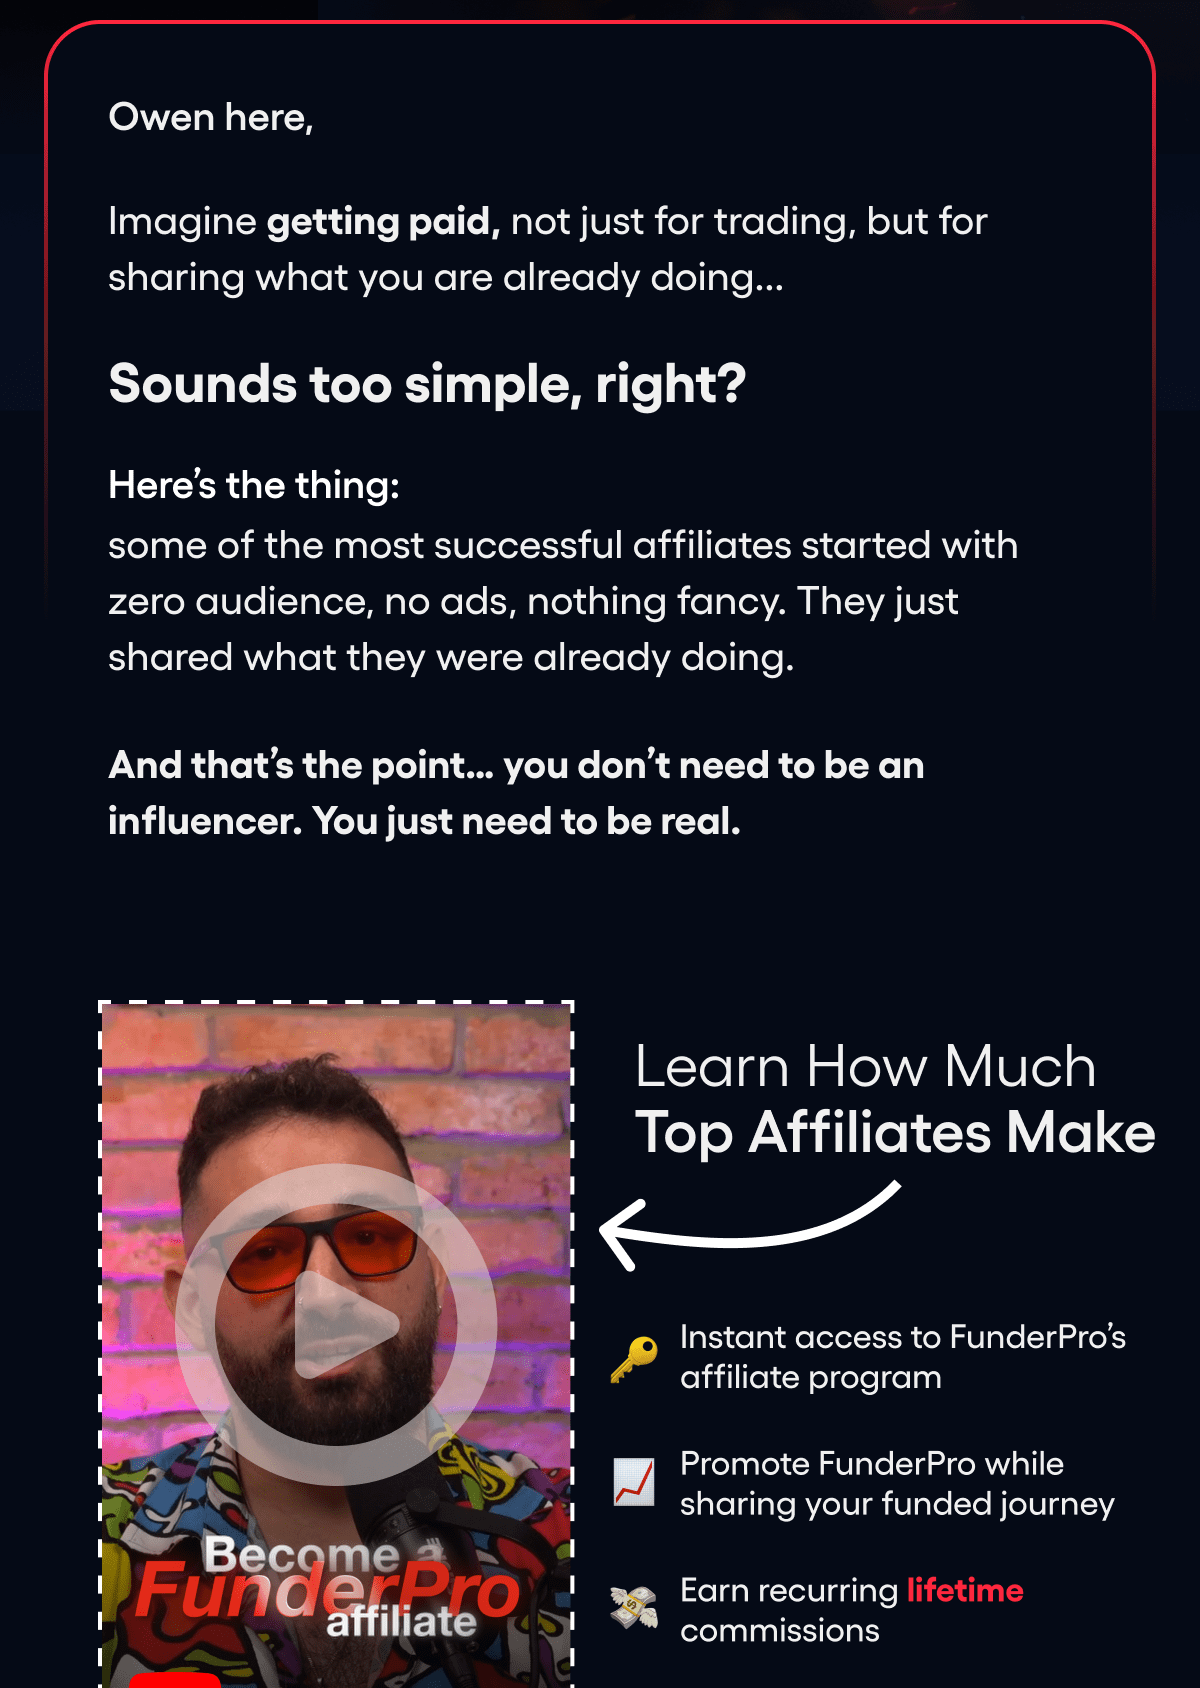 Owen here,
Imagine getting paid, not just for trading, but for
sharing what you are already doing...
Sounds too simple, right?
Here’s the thing:
some of the most successful affiliates started with
zero audience, no ads, nothing fancy. They just
shared what they were already doing.
And that’s the point... you don’t need to be an
influencer. You just need to be real.
Learn How Much
Top Affiliates Make
Instant access to FunderPro’s
affiliate program
Promote FunderPro while
sharing your funded journey
Earn recurring lifetime
commissions
Become a
FunderPro
affiliate